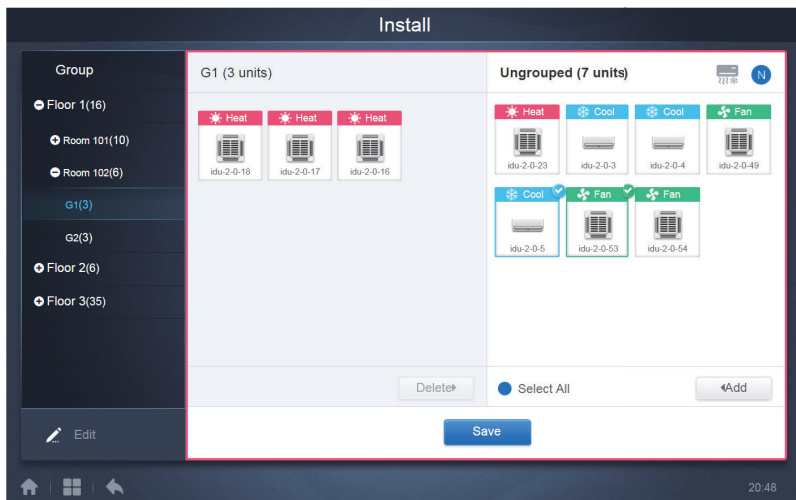 Install
Group
Floor 1(16)
Room 101(10)
Room 102(6)
G1(3)
G2(3)
Floor 2(6)
Floor 3(35)
Edit
G1 (3 units)
Heat
idu-2-0-18
Heat
idu-2-0-17
Heat
idu-2-0-16
Delete
Ungrouped (7 units)
N
Heat
idu-2-0-23
Cool
idu-2-0-3
Cool
idu-2-0-4
Fan
idu-2-0-49
Cool
idu-2-0-5
Fan
idu-2-0-53
Fan
idu-2-0-54
Select All
Add
Save
20:48